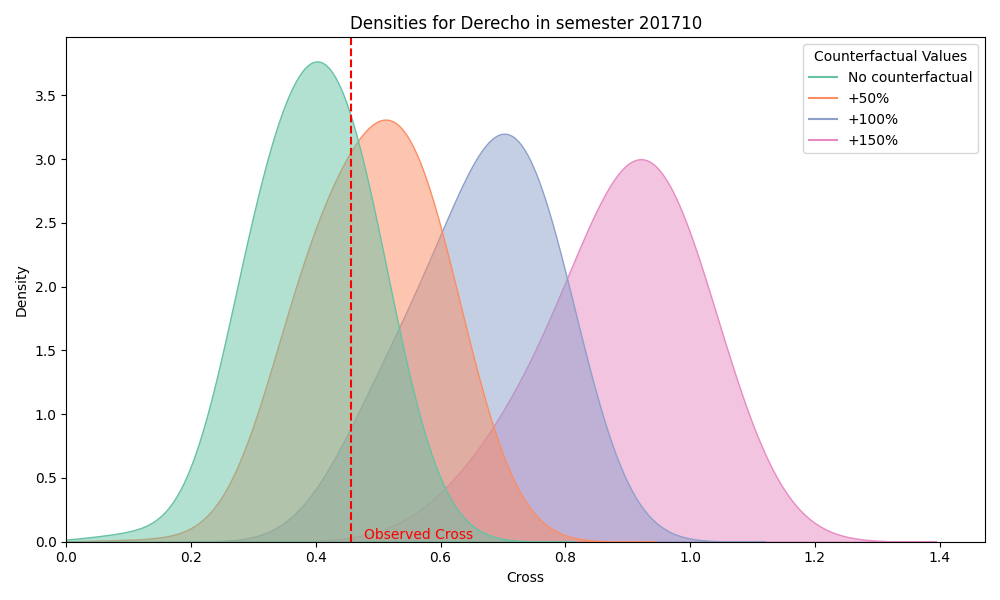 Densities for Derecho in semester 201710
Counterfactual Values
No counterfactual
+50%
+100%
+150%
Density
3.5
3.0
2.5
2.0
1.5
1.0
0.5
0.0
Observed Cross
0.0 0.2 0.4 0.6 0.8 1.0 1.2 1.4
Cross